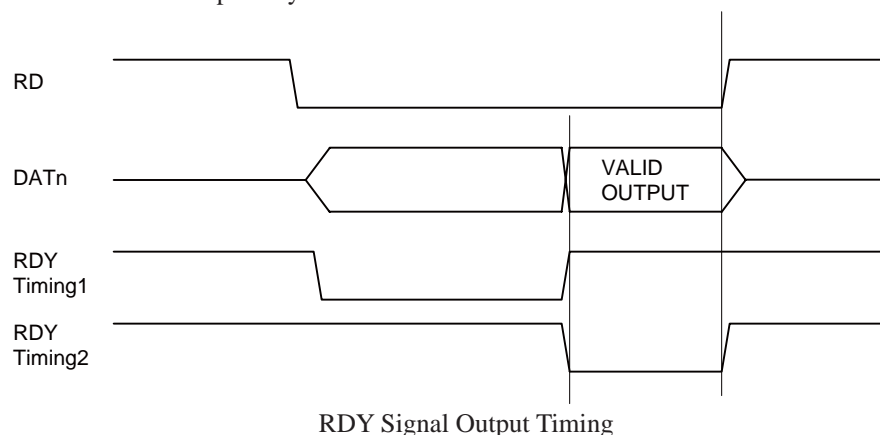 RD
DATn
VALID
OUTPUT
RDY
Timing1
RDY
Timing2
RDY Signal Output Timing